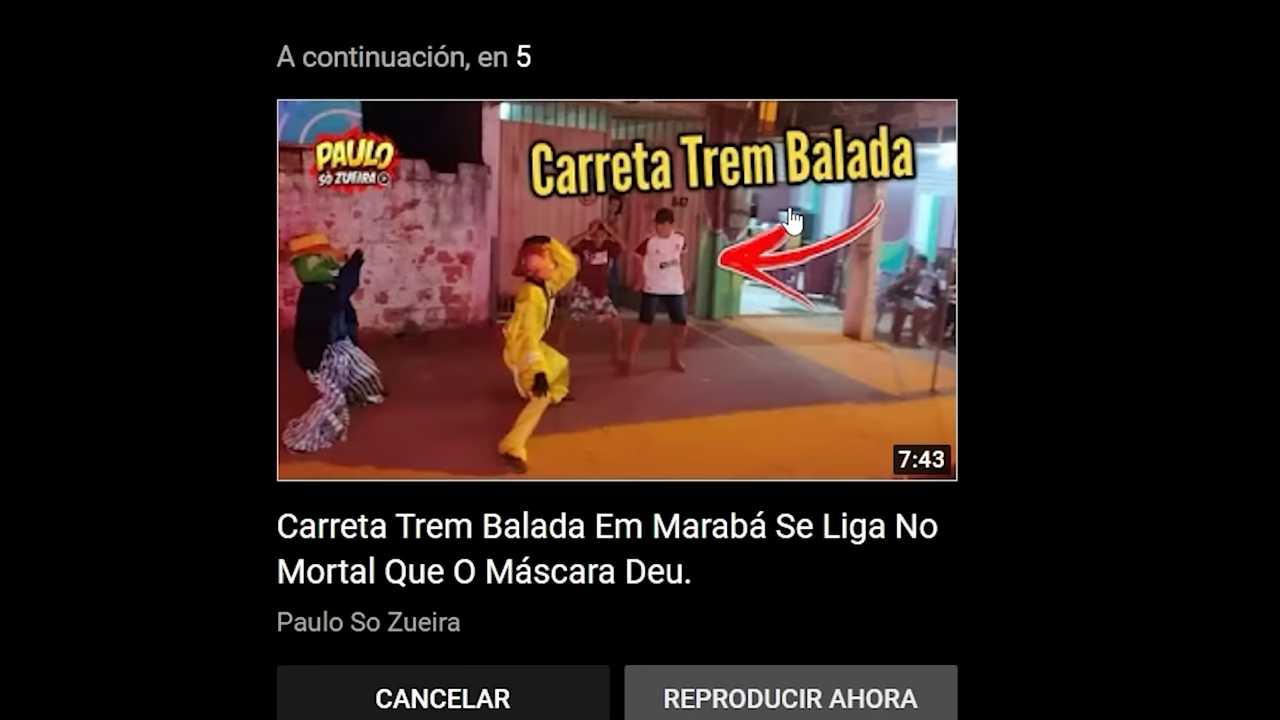 A continuación, en 5
PAULO
SÓ ZUEIRA
Carreta Trem Balada
7:43
Carreta Trem Balada Em Marabá Se Liga No
Mortal Que O Máscara Deu.
Paulo So Zueira
CANCELAR
REPRODUCIR AHORA